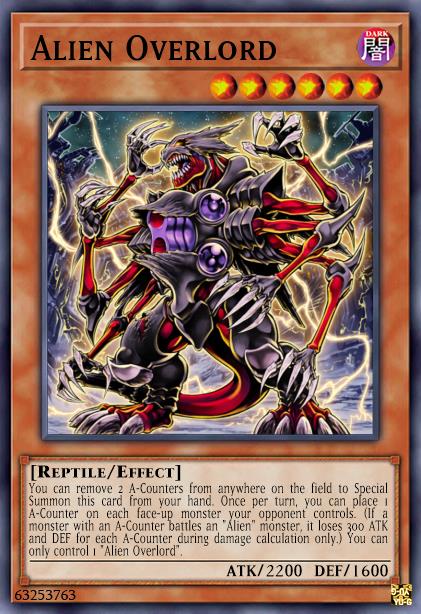 ALIEN OVERLORD
DARK
闇
[REPTILE/EFFECT]
You can remove 2 A-Counters from anywhere on the field to Special
Summon this card from your hand. Once per turn, you can place 1
A-Counter on each face-up monster your opponent controls. (If a
monster with an A-Counter battles an "Alien" monster, it loses 300 ATK
and DEF for each A-Counter during damage calculation only.) You can
only control 1 "Alien Overlord".
ATK/2200 DEF/1600
63253763